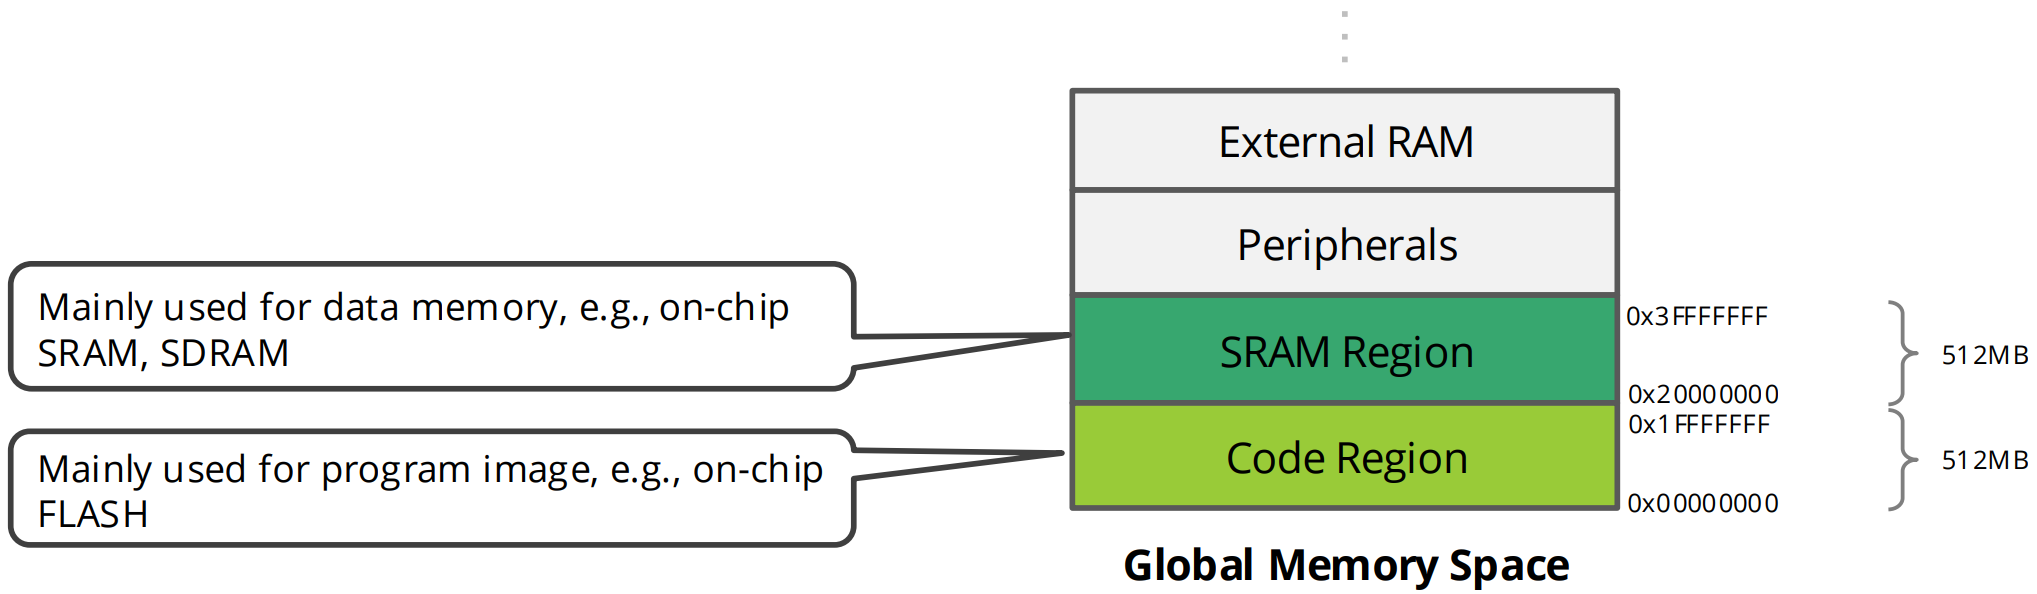 External RAM
Peripherals
Mainly used for data memory, e.g., on-chip
SRAM, SDRAM
SRAM Region
0x3FFFFFFF
0x20000000
512MB
Mainly used for program image, e.g., on-chip
FLASH
Code Region
0x1FFFFFFF
0x00000000
512MB
Global Memory Space